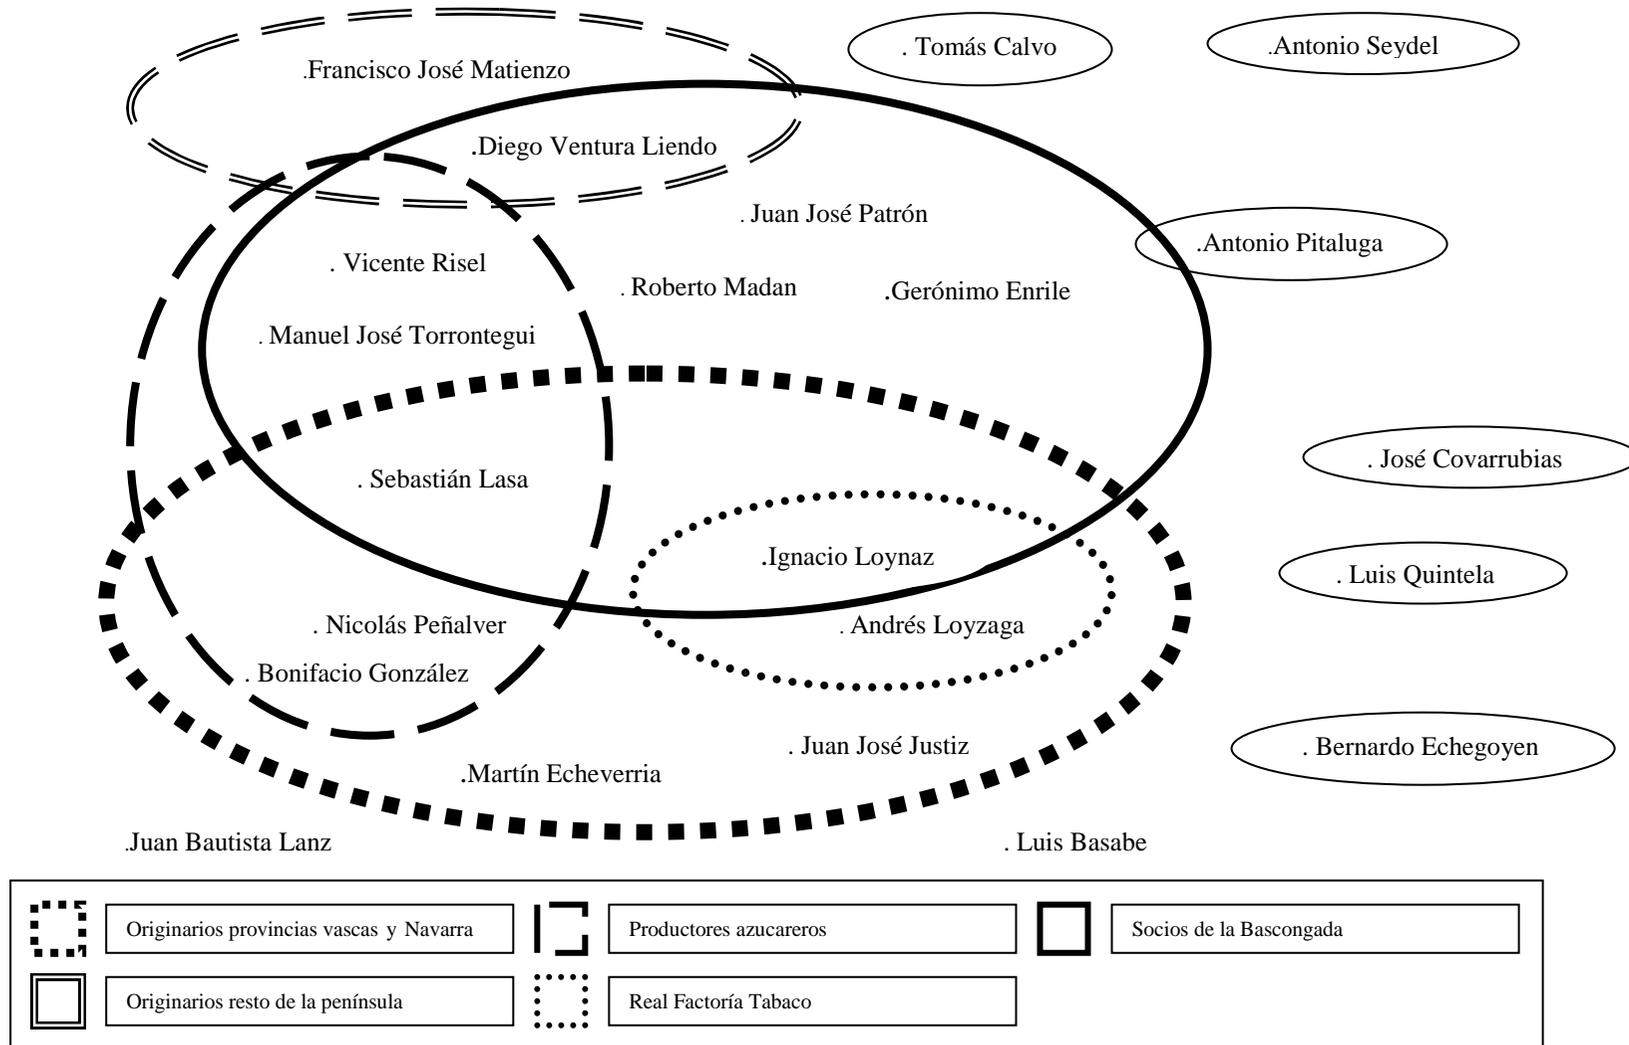 . Tomás Calvo
.Antonio Seydel
.Francisco José Matienzo
.Diego Ventura Liendo
. Juan José Patrón
.Antonio Pitaluga
. Vicente Risel
. Roberto Madan
.Gerónimo Enrile
. Manuel José Torrontegui
. José Covarrubias
. Sebastián Lasa
.Ignacio Loynaz
. Luis Quintela
. Nicolás Peñalver
. Andrés Loyzaga
. Bonifacio González
. Juan José Justiz
. Bernardo Echegoyen
.Martín Echeverria
.Juan Bautista Lanz
. Luis Basabe
Originarios provincias vascas y Navarra
Productores azucareros
Socios de la Bascongada
Originarios resto de la península
Real Factoría Tabaco